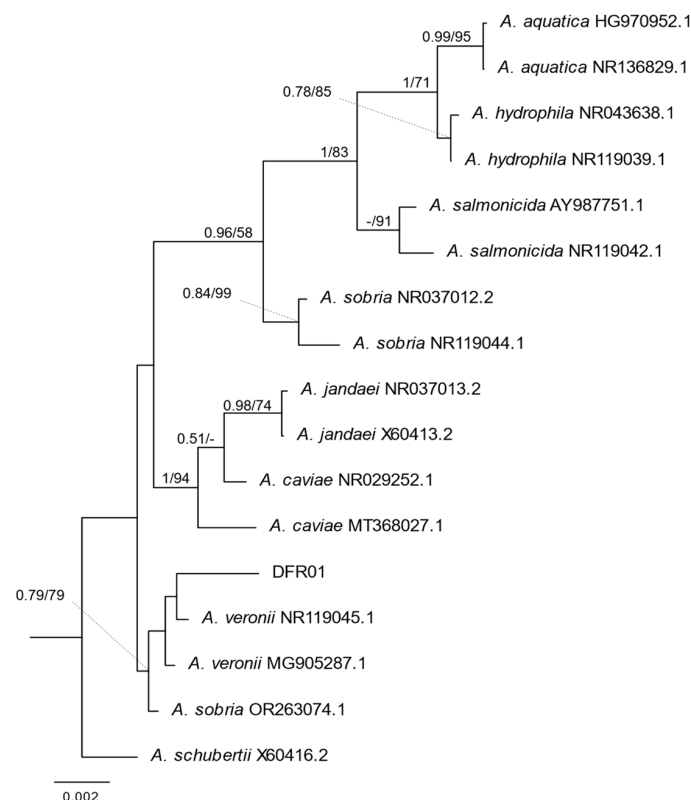 A. aquatica HG970952.1
0.99/95
A. aquatica NR136829.1
1/71
0.78/85
A. hydrophila NR043638.1
1/83
A. hydrophila NR119039.1
A. salmonicida AY987751.1
-/91
0.96/58
A. salmonicida NR119042.1
0.84/99
A. sobria NR037012.2
A. sobria NR119044.1
A. jandaei NR037013.2
0.98/74
A. jandaei X60413.2
0.51/-
1/94
A. caviae NR029252.1
A. caviae MT368027.1
DFR01
0.79/79
A. veronii NR119045.1
A. veronii MG905287.1
A. sobria OR263074.1
A. schubertii X60416.2
0.002